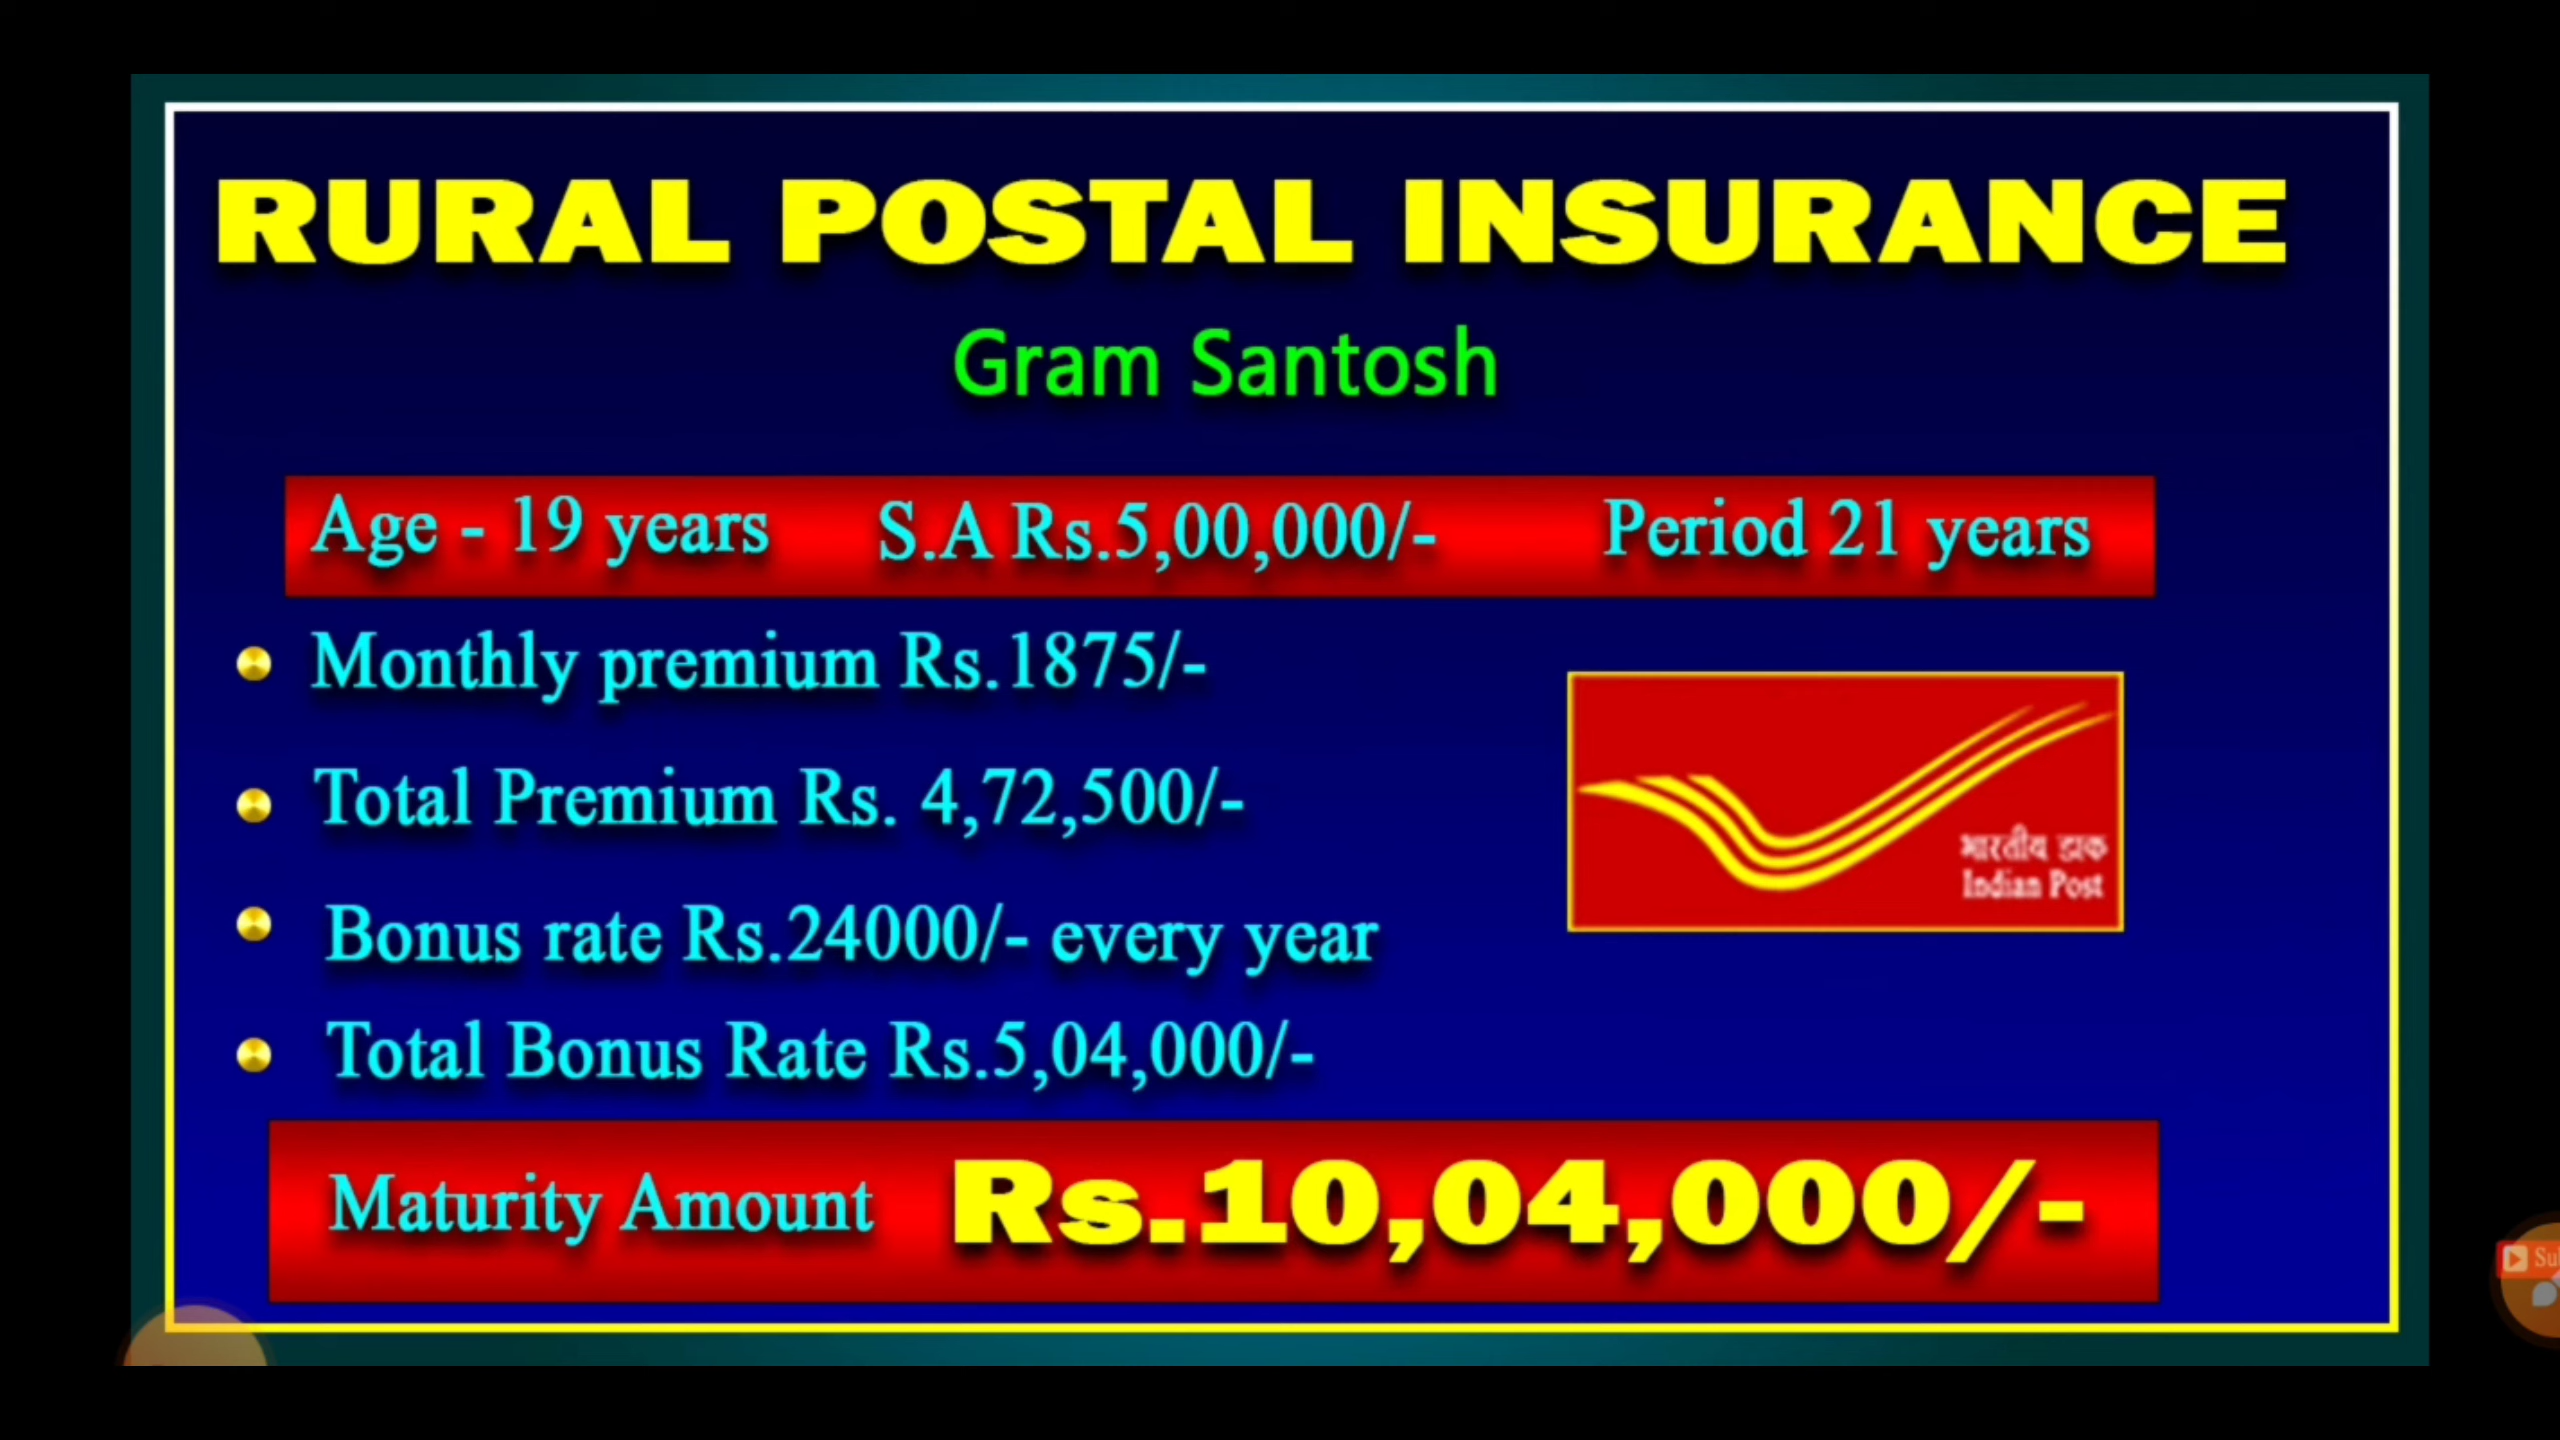 RURAL POSTAL INSURANCE
Gram Santosh
Age - 19 years S.A Rs.5,00,000/- Period 21 years
Monthly premium Rs.1875/-
Total Premium Rs. 4,72,500/-
भारतीय डाक
Indian Post
Bonus rate Rs.24000/- every year
Total Bonus Rate Rs.5,04,000/-
Maturity Amount Rs.10,04,000/-